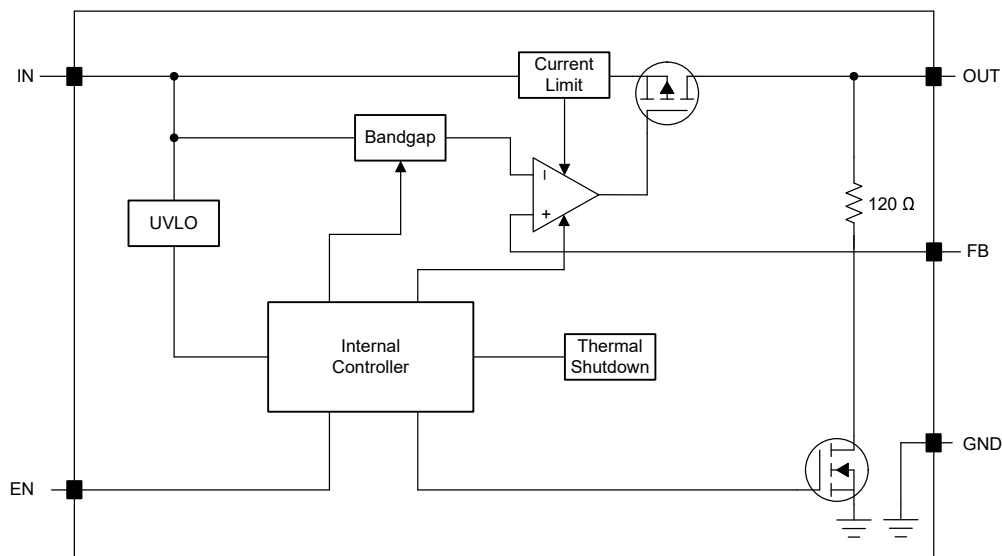 IN
Current
Limit
OUT
Bandgap
–
+
UVLO
120 Ω
FB
Internal
Controller
Thermal
Shutdown
GND
EN